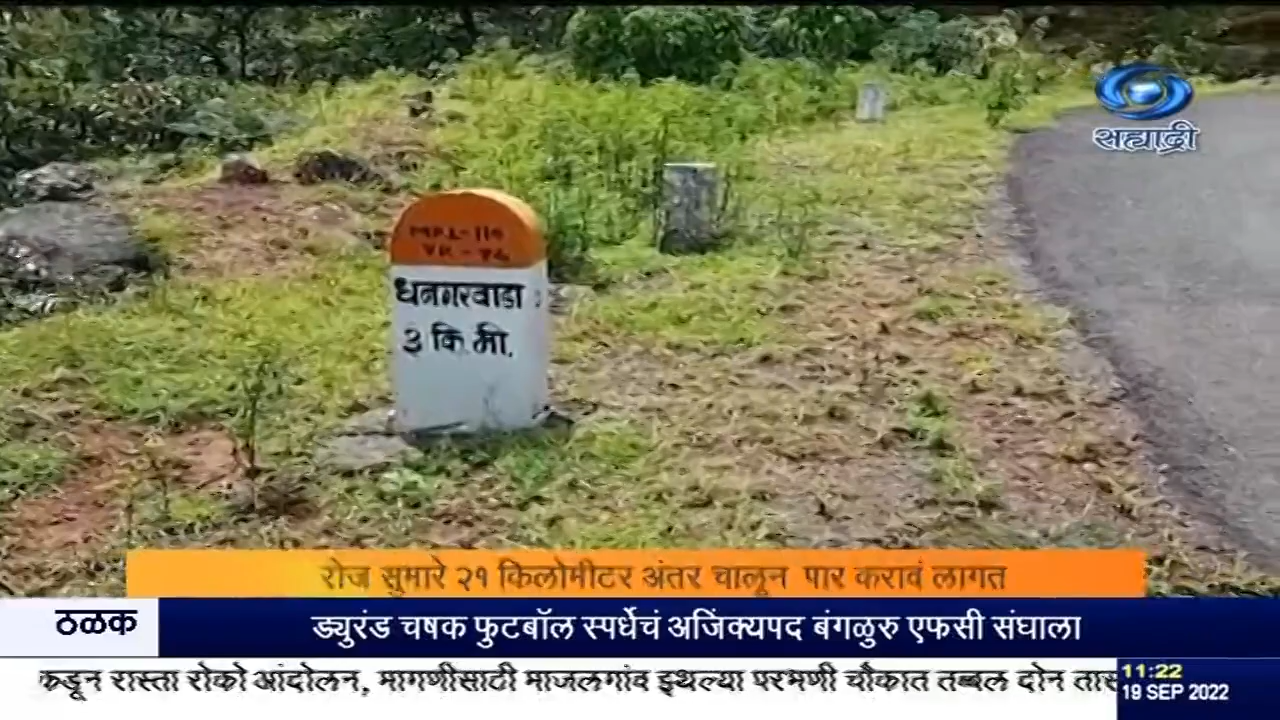 सह्याद्री
धनगरवाडा
३ कि.मी.
रोज सुमारे २१ किलोमीटर अंतर चालून पार करावं लागत
ठळक
ड्युरंड चषक फुटबॉल स्पर्धेचं अजिंक्यपद बंगळुरु एफसी संघाला
कडून रास्ता रोको आंदोलन, मागणीसाठी माजलगांव इथल्या परभणी चौकात तब्बल दोन तास
11:22
19 SEP 2022